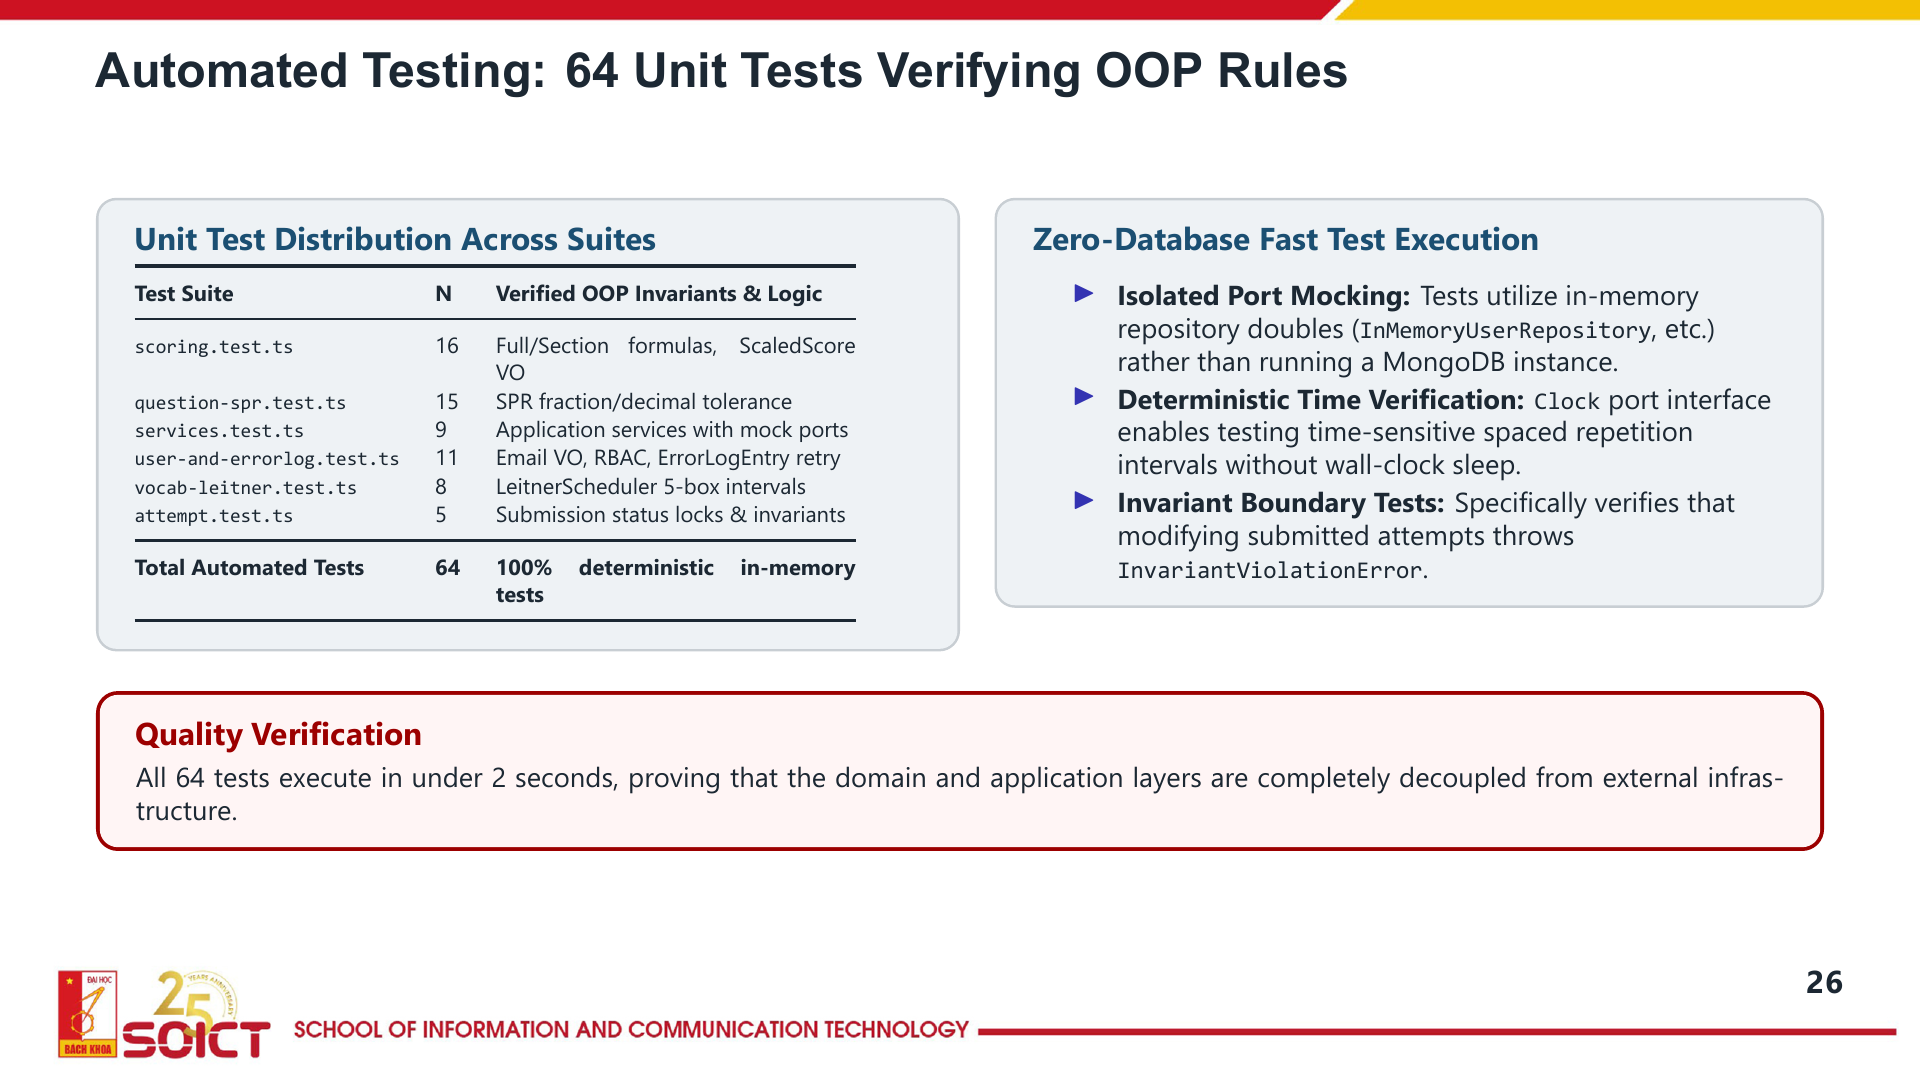 Automated Testing: 64 Unit Tests Verifying OOP Rules
Unit Test Distribution Across Suites
Test Suite N Verified OOP Invariants & Logic
scoring.test.ts 16 Full/Section formulas, ScaledScore
VO
question-spr.test.ts 15 SPR fraction/decimal tolerance
services.test.ts 9 Application services with mock ports
user-and-errorlog.test.ts 11 Email VO, RBAC, ErrorLogEntry retry
vocab-leitner.test.ts 8 LeitnerScheduler 5-box intervals
attempt.test.ts 5 Submission status locks & invariants
Total Automated Tests 64 100% deterministic in-memory
tests
Zero-Database Fast Test Execution
Isolated Port Mocking: Tests utilize in-memory
repository doubles (InMemoryUserRepository, etc.)
rather than running a MongoDB instance.
Deterministic Time Verification: Clock port interface
enables testing time-sensitive spaced repetition
intervals without wall-clock sleep.
Invariant Boundary Tests: Specifically verifies that
modifying submitted attempts throws
InvariantViolationError.
Quality Verification
All 64 tests execute in under 2 seconds, proving that the domain and application layers are completely decoupled from external infras-
tructure.
26
ĐẠI HỌC
BÁCH KHOA
25
YEARS ANNIVERSARY
SOICT
SCHOOL OF INFORMATION AND COMMUNICATION TECHNOLOGY